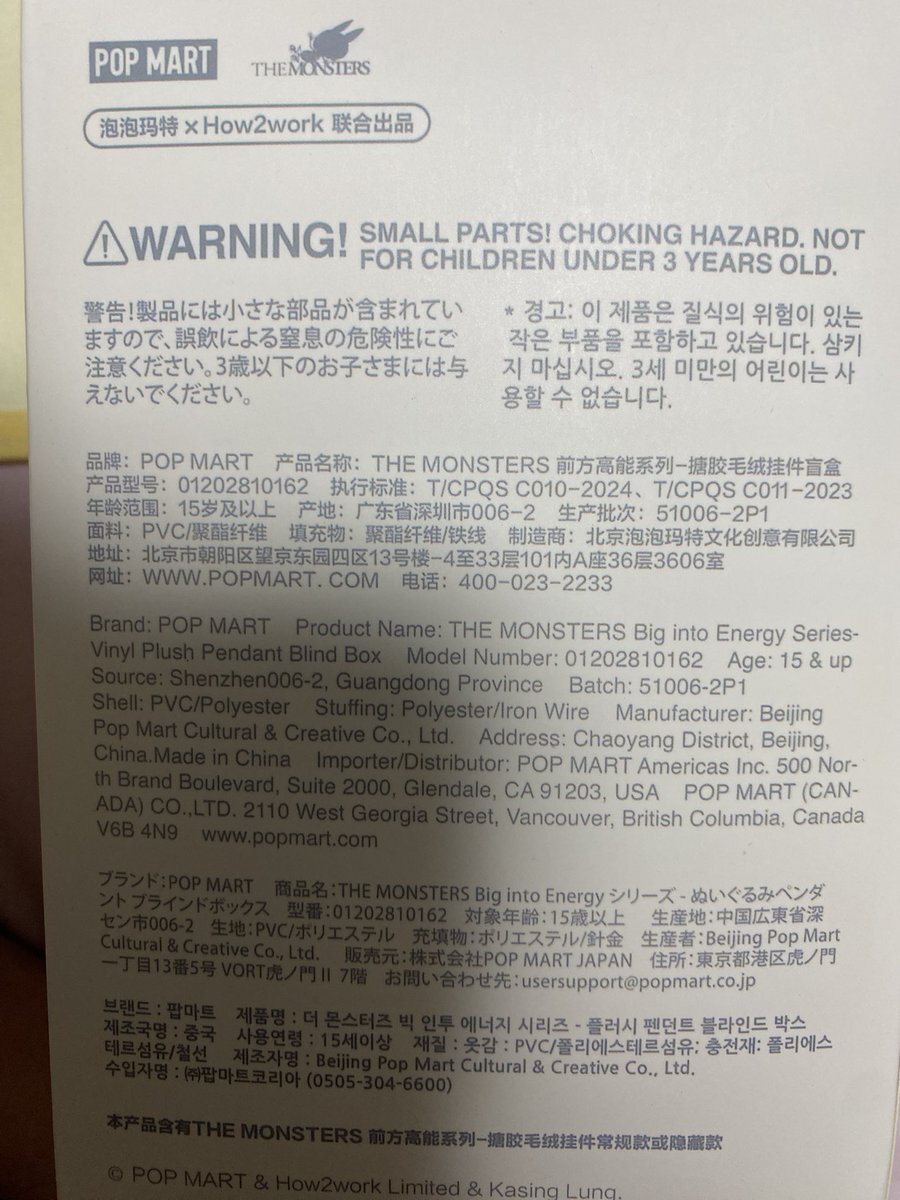 POP MART THE MONSTERS
泡泡玛特 × How2work 联合出品
WARNING! SMALL PARTS! CHOKING HAZARD. NOT
FOR CHILDREN UNDER 3 YEARS OLD.
警告!製品には小さな部品が含まれてい
ますので、誤飲による窒息の危険性にご
注意ください。3歳以下のお子さまには与
えないでください。
* 경고: 이 제품은 질식의 위험이 있는
작은 부품을 포함하고 있습니다. 삼키
지 마십시오. 3세 미만의 어린이는 사
용할 수 없습니다.
品牌: POP MART 产品名称: THE MONSTERS 前方高能系列-搪胶毛绒挂件盲盒
产品型号: 01202810162 执行标准: T/CPQS C010-2024、T/CPQS C011-2023
年龄范围: 15岁及以上 产地: 广东省深圳市006-2 生产批次: 51006-2P1
面料: PVC/聚酯纤维 填充物: 聚酯纤维/铁线 制造商: 北京泡泡玛特文化创意有限公司
地址: 北京市朝阳区望京东园四区13号楼-4至33层101内A座36层3606室
网址: WWW.POPMART. COM 电话: 400-023-2233
Brand: POP MART Product Name: THE MONSTERS Big into Energy Series-
Vinyl Plush Pendant Blind Box Model Number: 01202810162 Age: 15 & up
Source: Shenzhen006-2, Guangdong Province Batch: 51006-2P1
Shell: PVC/Polyester Stuffing: Polyester/Iron Wire Manufacturer: Beijing
Pop Mart Cultural & Creative Co., Ltd. Address: Chaoyang District, Beijing,
China.Made in China Importer/Distributor: POP MART Americas Inc. 500 Nor-
th Brand Boulevard, Suite 2000, Glendale, CA 91203, USA POP MART (CAN-
ADA) CO.,LTD. 2110 West Georgia Street, Vancouver, British Columbia, Canada
V6B 4N9 www.popmart.com
ブランド:POP MART 商品名:THE MONSTERS Big into Energy シリーズ - ぬいぐるみペンダ
ント ブラインドボックス 型番:01202810162 対象年齢:15歳以上 生産地:中国広東省深
セン市006-2 生地:PVC/ポリエステル 充填物:ポリエステル/針金 生産者:Beijing Pop Mart
Cultural & Creative Co., Ltd. 販売元:株式会社POP MART JAPAN 住所:東京都港区虎ノ門
一丁目13番5号 VORT虎ノ門 II 7階 お問い合わせ先:usersupport@popmart.co.jp
브랜드 : 팝마트 제품명 : 더 몬스터즈 빅 인투 에너지 시리즈 - 플러시 펜던트 블라인드 박스
제조국명 : 중국 사용연령 : 15세이상 재질 : 옷감 : PVC/폴리에스테르섬유; 충전재: 폴리에스
테르섬유/철선 제조자명 : Beijing Pop Mart Cultural & Creative Co., Ltd.
수입자명 : ㈜팝마트코리아 (0505-304-6600)
本产品含有THE MONSTERS 前方高能系列-搪胶毛绒挂件常规款或隐藏款
© POP MART & How2work Limited & Kasing Lung.